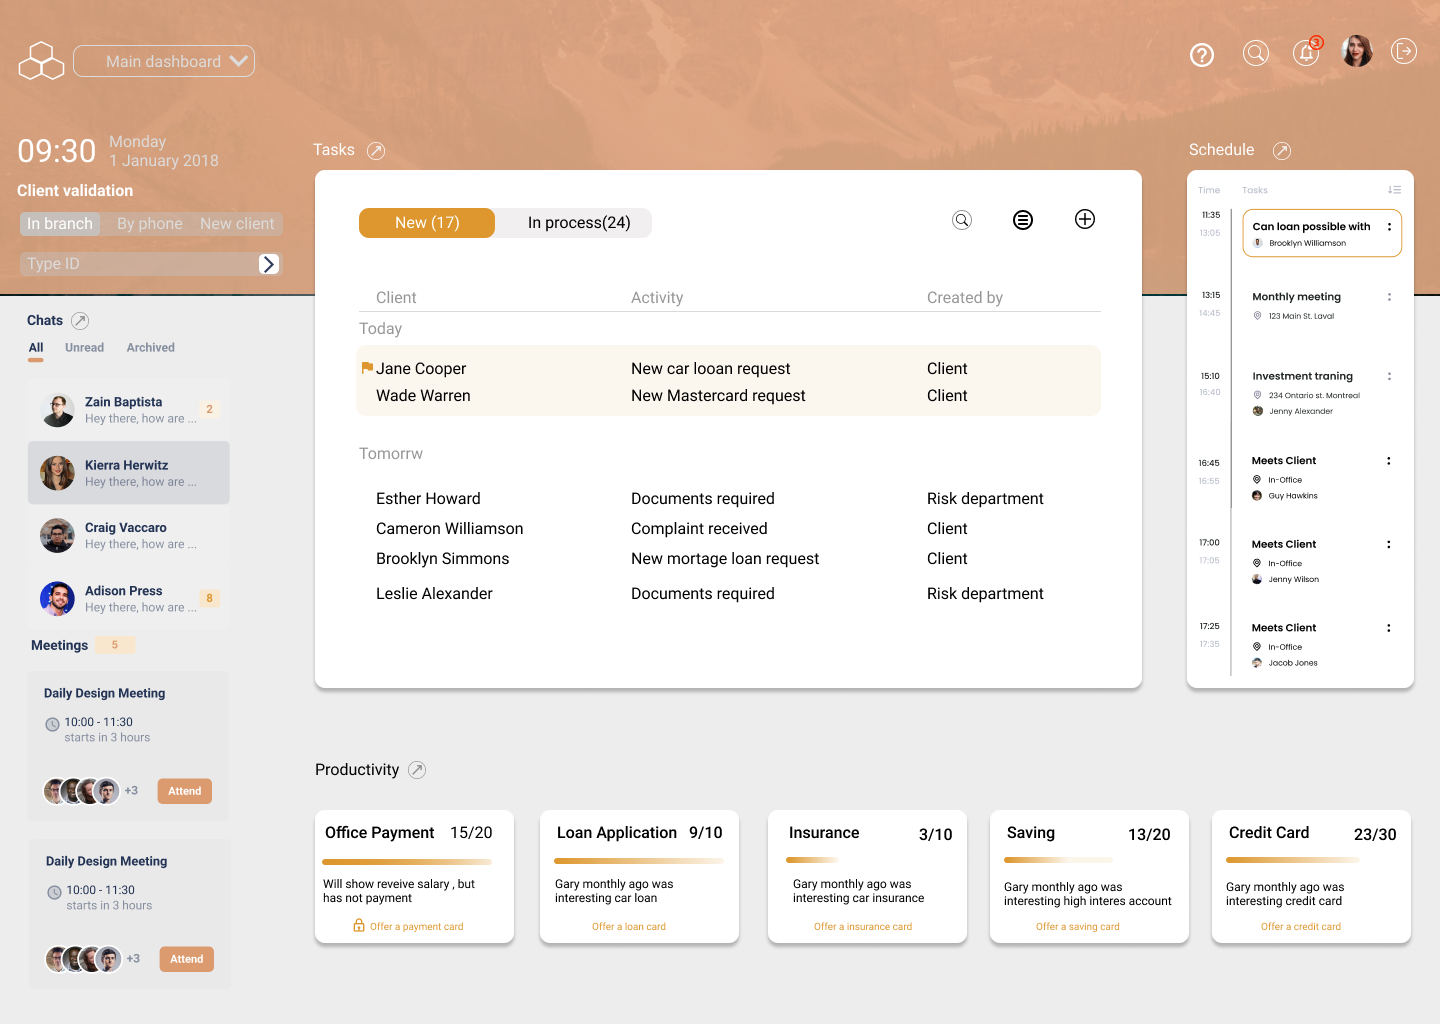 Main dashboard
3
09:30
Monday
1 January 2018
Client validation
In branch
By phone
New client
Type ID
Chats
All
Unread
Archived
Zain Baptista
Hey there, how are ...
2
Kierra Herwitz
Hey there, how are ...
Craig Vaccaro
Hey there, how are ...
Adison Press
Hey there, how are ...
8
Meetings
5
Daily Design Meeting
10:00 - 11:30
starts in 3 hours
+3
Attend
Daily Design Meeting
10:00 - 11:30
starts in 3 hours
+3
Attend
Tasks
New (17)
In process(24)
Client Activity Created by
Today
Jane Cooper New car looan request Client
Wade Warren New Mastercard request Client
Tomorrw
Esther Howard Documents required Risk department
Cameron Williamson Complaint received Client
Brooklyn Simmons New mortage loan request Client
Leslie Alexander Documents required Risk department
Schedule
Time Tasks
11:35
13:05
Can loan possible with
Brooklyn Williamson
13:15
14:45
Monthly meeting
123 Main St. Laval
15:10
16:40
Investment traning
234 Ontario st. Montreal
Jenny Alexander
16:45
16:55
Meets Client
In-Office
Guy Hawkins
17:00
17:05
Meets Client
In-Office
Jenny Wilson
17:25
17:35
Meets Client
In-Office
Jacob Jones
Productivity
Office Payment 15/20
Will show reveive salary , but
has not payment
Offer a payment card
Loan Application 9/10
Gary monthly ago was
interesting car loan
Offer a loan card
Insurance 3/10
Gary monthly ago was
interesting car insurance
Offer a insurance card
Saving 13/20
Gary monthly ago was
interesting high interes account
Offer a saving card
Credit Card 23/30
Gary monthly ago was
interesting credit card
Offer a credit card